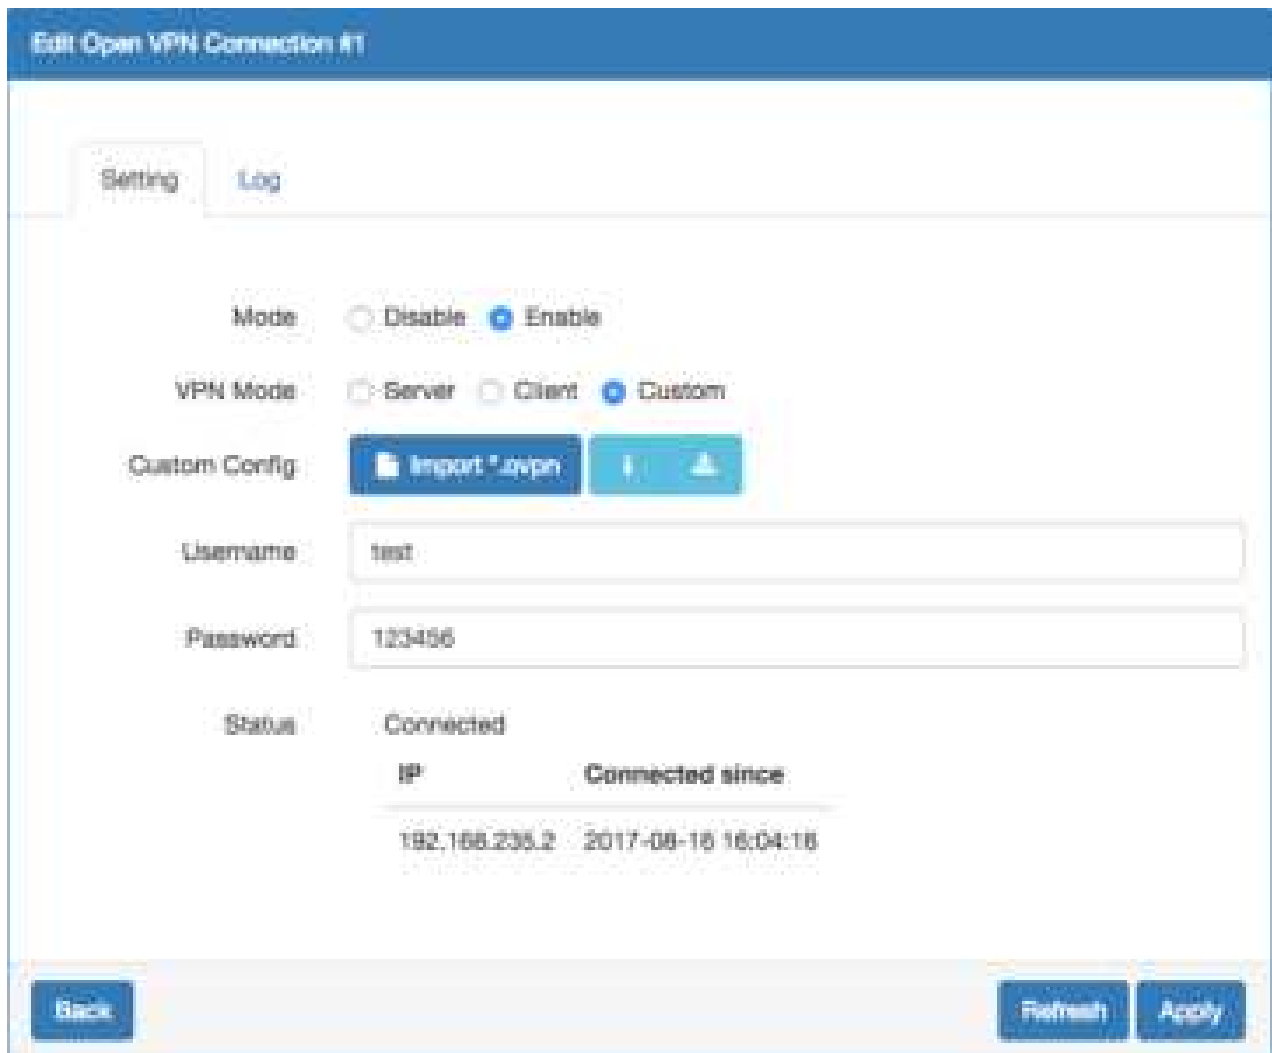 Edit Open VPN Connection #1
Setting Log
Mode Disable Enable
VPN Mode Server Client Custom
Custom Config Import *.ovpn
Username test
Password 123456
Status Connected
IP Connected since
192.168.235.2 2017-08-16 16:04:16
Back Refresh Apply